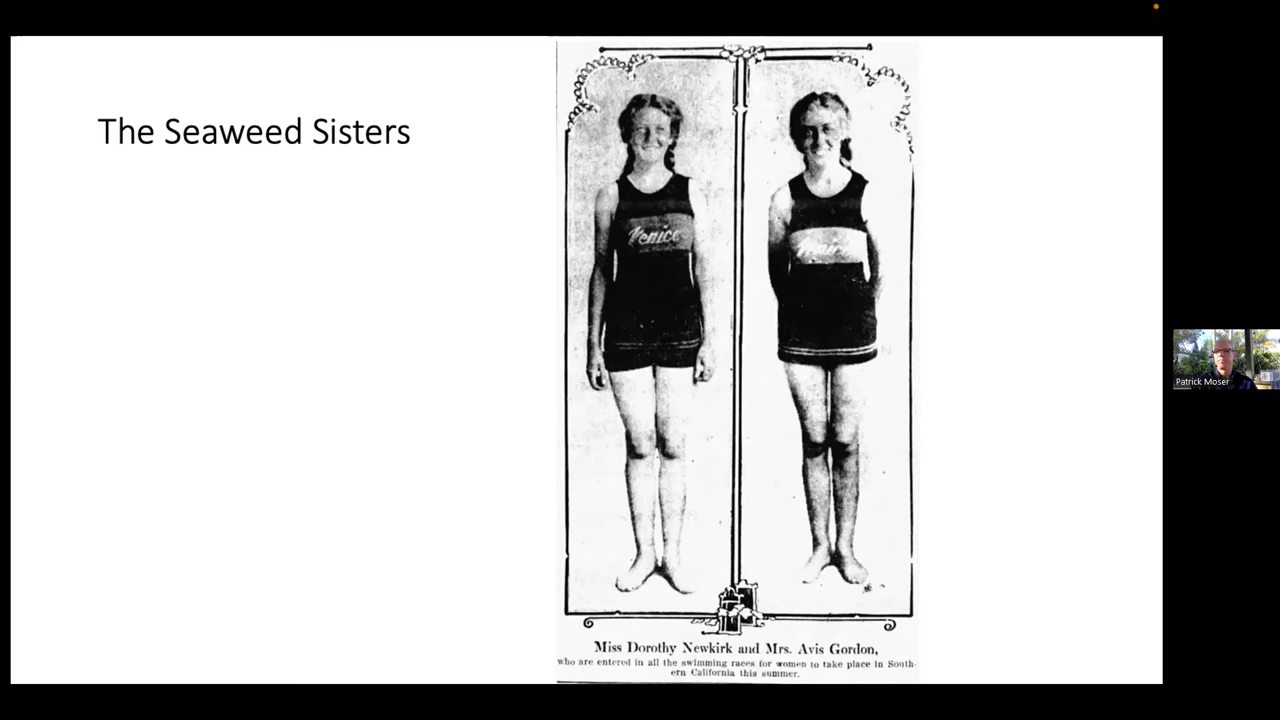 The Seaweed Sisters
Venice
Miss Dorothy Newkirk and Mrs. Avis Gordon,
who are entered in all the swimming races for women to take place in South-
ern California this summer.
Patrick Moser